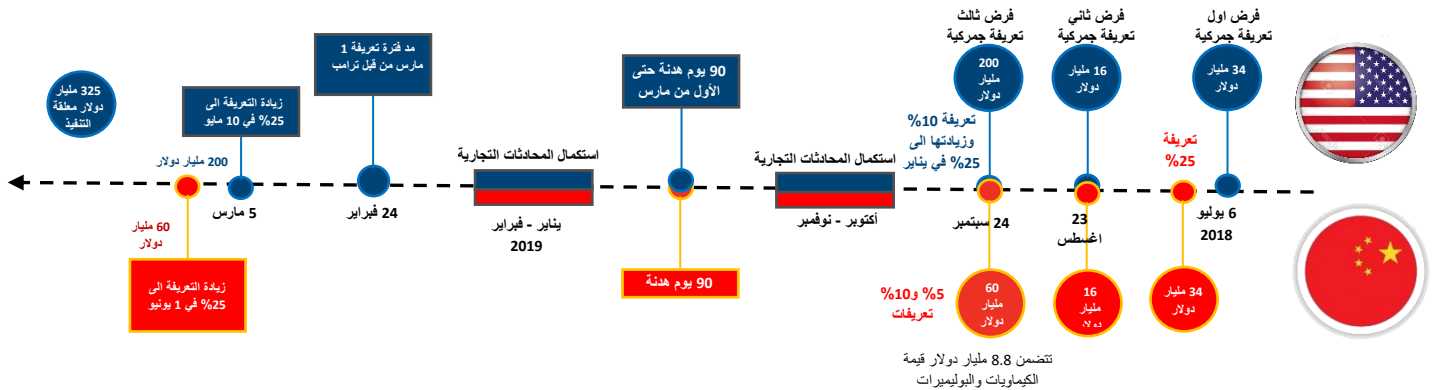 فرض اول
تعريفة جمركية
34 مليار
دولار
تعريفة
25%
6 يوليو
2018
34 مليار
دولار
فرض ثاني
تعريفة جمركية
16 مليار
دولار
23
اغسطس
16
مليار
دولار
فرض ثالث
تعريفة جمركية
200
مليار
دولار
تعريفة 10%
وزيادتها الى
25% في يناير
24 سبتمبر
60
مليار
دولار
5% و10%
تعريفات
تتضمن 8.8 مليار دولار قيمة
الكيماويات والبوليميرات
استكمال المحادثات التجارية
أكتوبر - نوفمبر
90 يوم هدنة حتى
الأول من مارس
90 يوم هدنة
استكمال المحادثات التجارية
يناير - فبراير
2019
مد فترة تعريفة 1
مارس من قبل ترامب
24 فبراير
زيادة التعريفة الى
25% في 10 مايو
200 مليار دولار
5 مارس
60 مليار
دولار
زيادة التعريفة الى
25% في 1 يونيو
325 مليار
دولار معلقة
التنفيذ